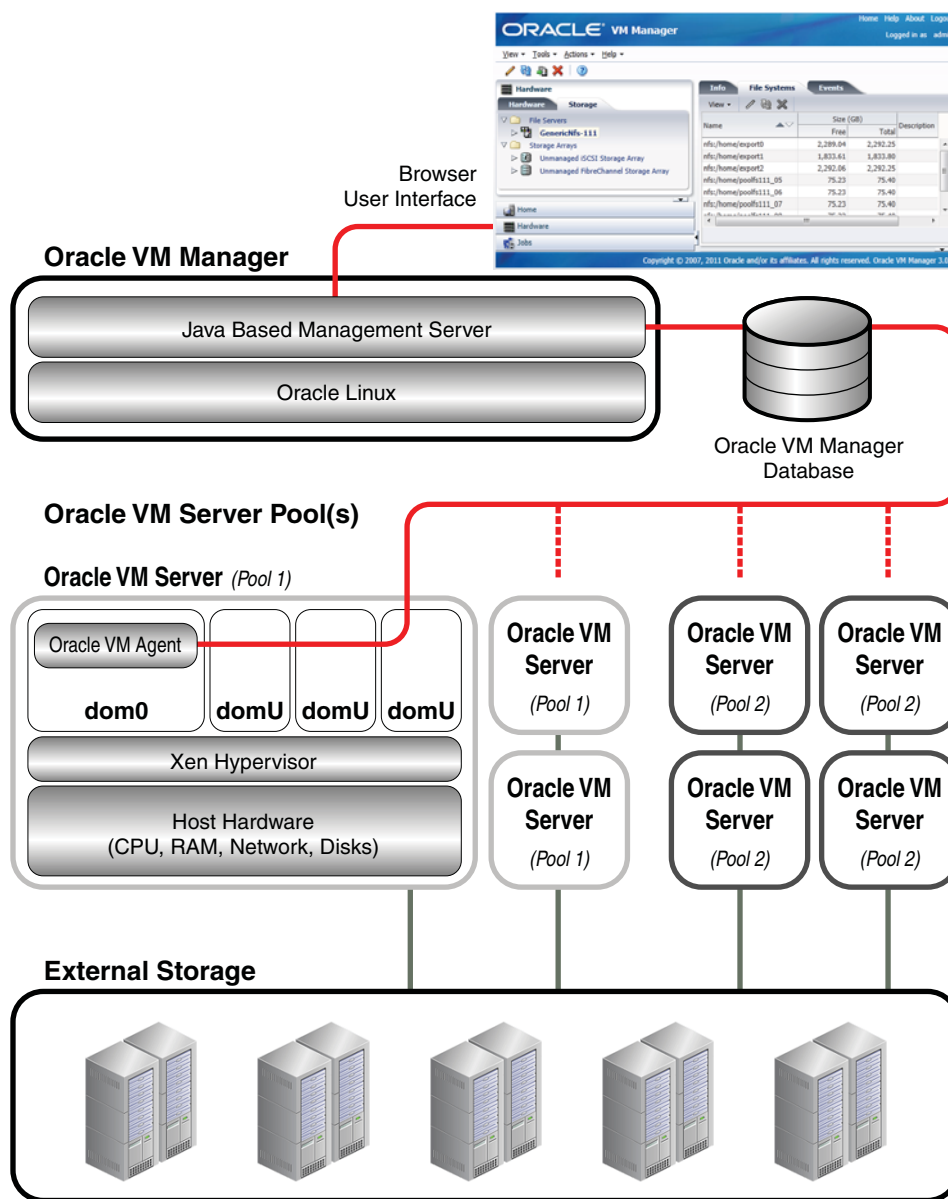 Home Help About Logou
ORACLE VM Manager
Logged in as admi
View Tools Actions Help
Hardware
Hardware Storage
File Servers
GenericNfs-111
Storage Arrays
Unmanaged iSCSI Storage Array
Unmanaged FibreChannel Storage Array
Home
Hardware
Jobs
Info File Systems Events
View
Name Size (GB) Description
Free Total
nfs:/home/export0 2,289.04 2,292.25
nfs:/home/export1 1,833.61 1,833.80
nfs:/home/export2 2,292.06 2,292.25
nfs:/home/poolfs111_05 75.23 75.40
nfs:/home/poolfs111_06 75.23 75.40
nfs:/home/poolfs111_07 75.23 75.40
Copyright © 2007, 2011 Oracle and/or its affiliates. All rights reserved. Oracle VM Manager 3.0
Browser
User Interface
Oracle VM Manager
Java Based Management Server
Oracle Linux
Oracle VM Manager
Database
Oracle VM Server Pool(s)
Oracle VM Server (Pool 1)
Oracle VM Agent
dom0 domU domU domU
Xen Hypervisor
Host Hardware
(CPU, RAM, Network, Disks)
Oracle VM
Server
(Pool 1)
Oracle VM
Server
(Pool 2)
Oracle VM
Server
(Pool 2)
Oracle VM
Server
(Pool 1)
Oracle VM
Server
(Pool 2)
Oracle VM
Server
(Pool 2)
External Storage